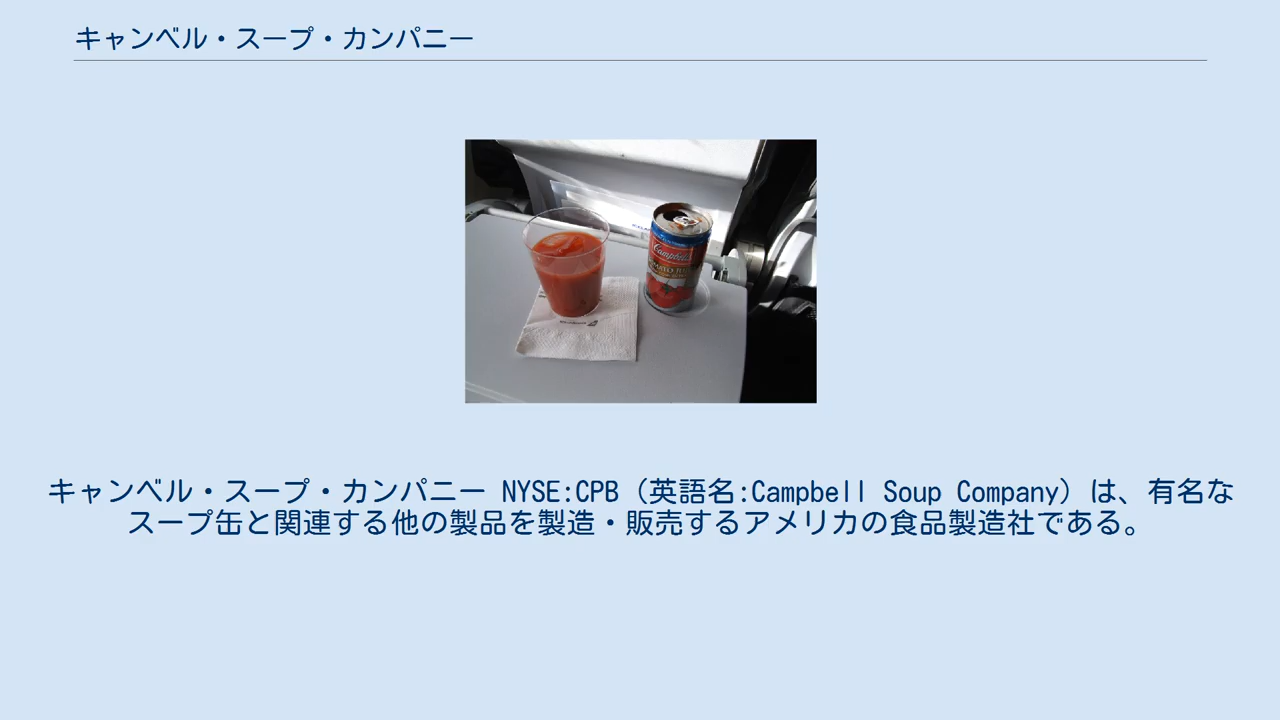 キャンベル・スープ・カンパニー
Campbell's
キャンベル・スープ・カンパニー NYSE:CPB（英語名:Campbell Soup Company）は、有名な
スープ缶と関連する他の製品を製造・販売するアメリカの食品製造社である。